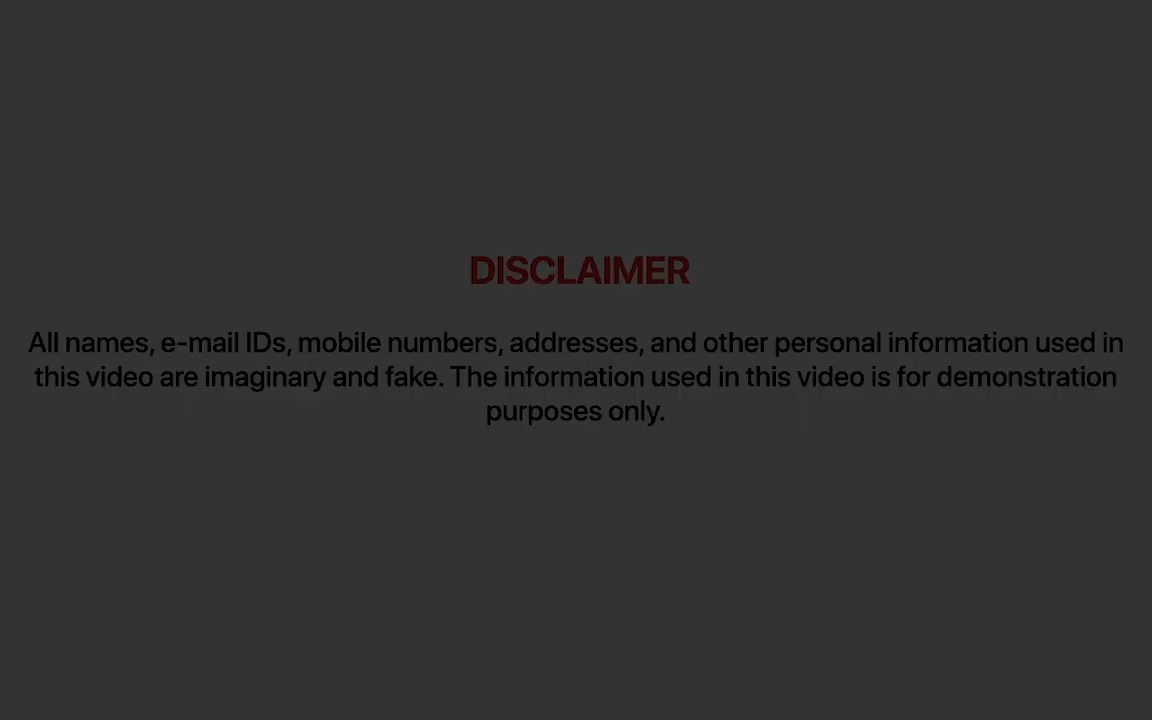 DISCLAIMER
All names, e-mail IDs, mobile numbers, addresses, and other personal information used in
this video are imaginary and fake. The information used in this video is for demonstration
purposes only.